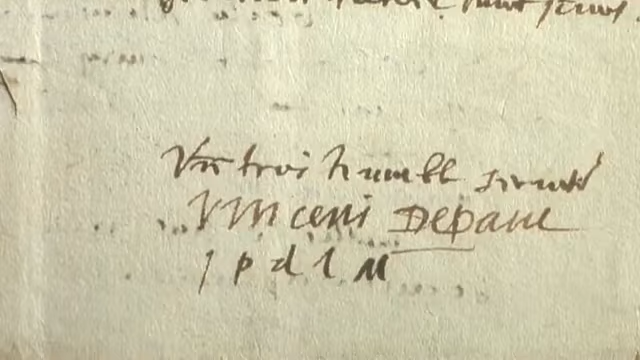 Vre tres humble servit
Vincent Depaul
i p d l M